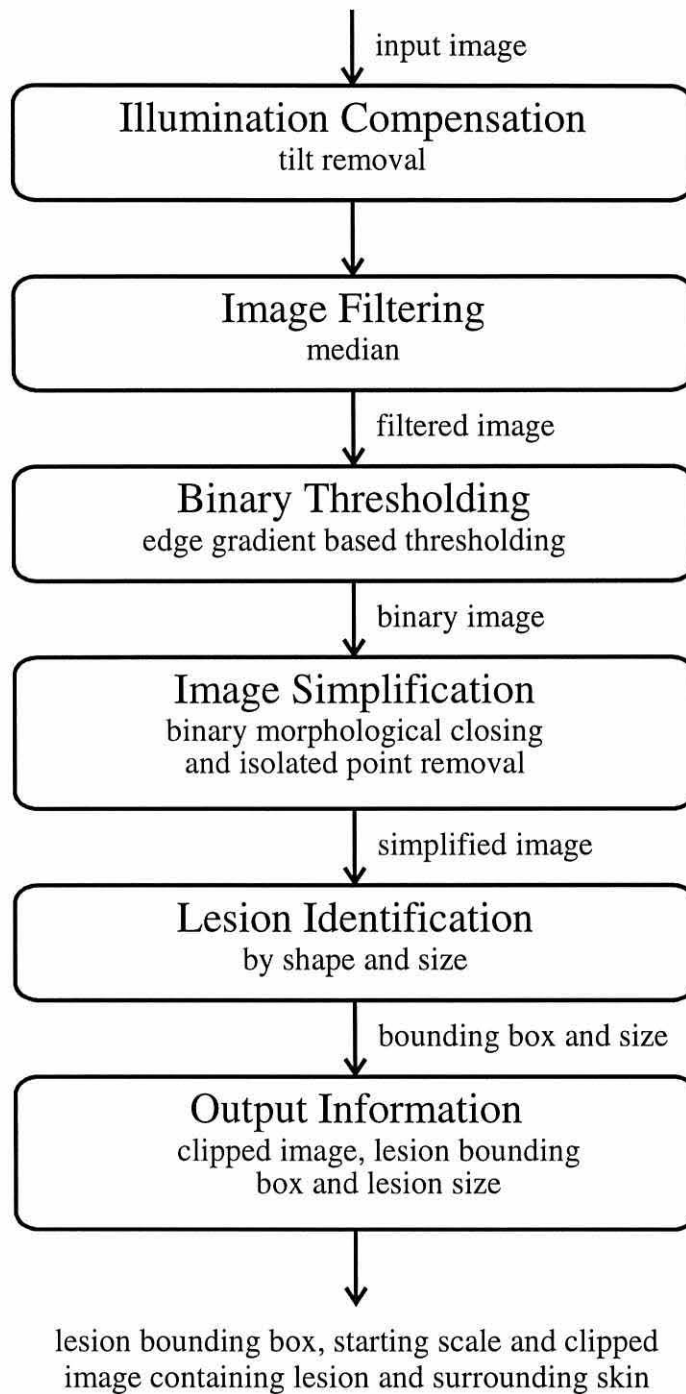 input image
Illumination Compensation
tilt removal
Image Filtering
median
filtered image
Binary Thresholding
edge gradient based thresholding
binary image
Image Simplification
binary morphological closing
and isolated point removal
simplified image
Lesion Identification
by shape and size
bounding box and size
Output Information
clipped image, lesion bounding
box and lesion size
lesion bounding box, starting scale and clipped
image containing lesion and surrounding skin